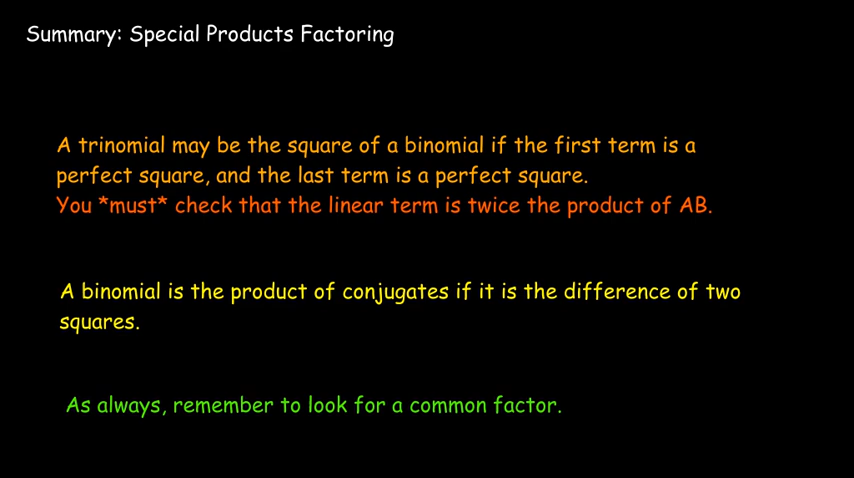 Summary: Special Products Factoring
A trinomial may be the square of a binomial if the first term is a
perfect square, and the last term is a perfect square.
You *must* check that the linear term is twice the product of AB.
A binomial is the product of conjugates if it is the difference of two
squares.
As always, remember to look for a common factor.